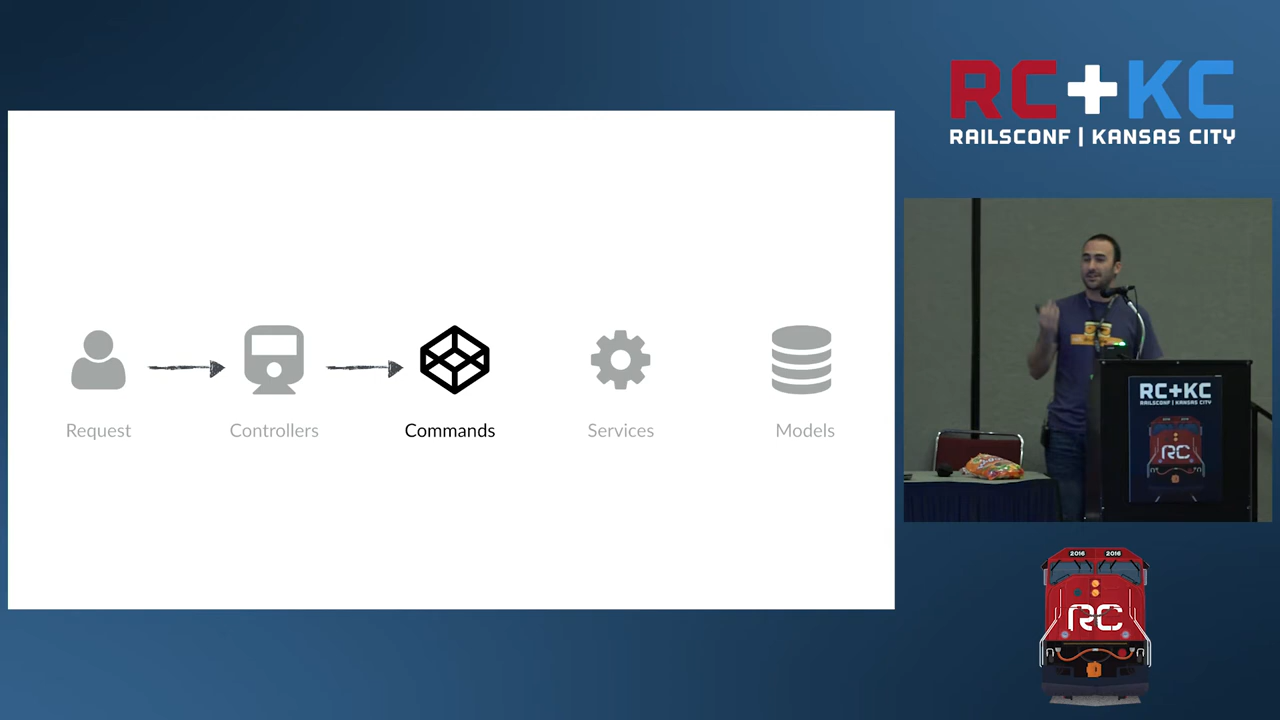 RC+KC
RAILSCONF | KANSAS CITY
Request
Controllers
Commands
Services
Models
RC+KC
RAILSCONF | KANSAS CITY
RC
2016 2016
RC